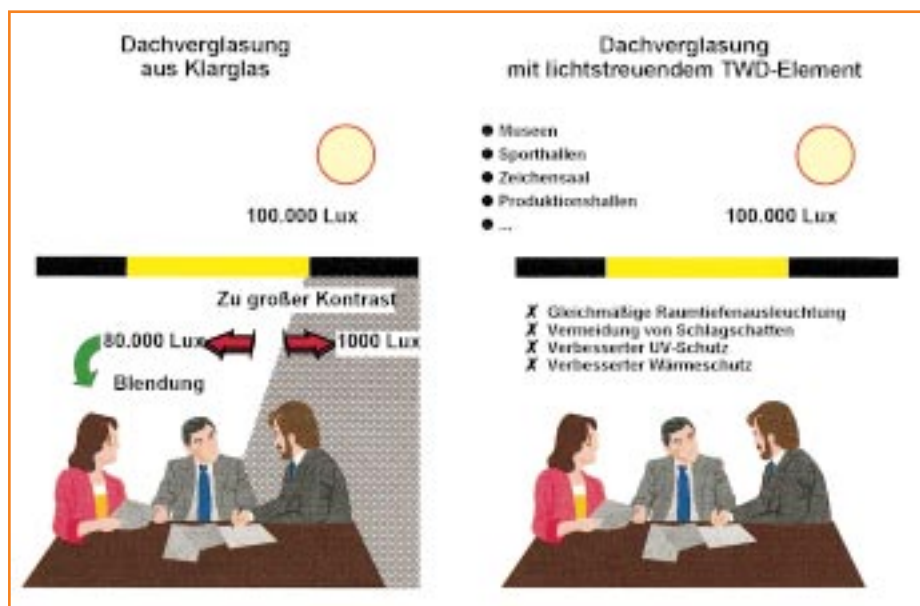 Dachverglasung
aus Klarglas
100.000 Lux
Zu großer Kontrast
80.000 Lux
1000 Lux
Blendung
Dachverglasung
mit lichtstreuendem TWD-Element
● Museen
● Sporthallen
● Zeichensaal
● Produktionshallen
● ...
100.000 Lux
✗ Gleichmäßige Raumtiefenausleuchtung
✗ Vermeidung von Schlagschatten
✗ Verbesserter UV-Schutz
✗ Verbesserter Wärmeschutz